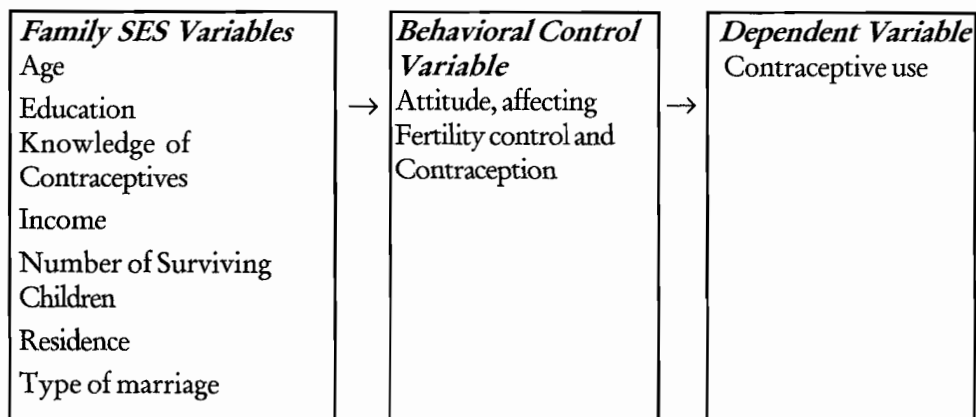 Family SES Variables
Age
Education
Knowledge of
Contraceptives
Income
Number of Surviving
Children
Residence
Type of marriage
→
Behavioral Control
Variable
Attitude, affecting
Fertility control and
Contraception
→
Dependent Variable
Contraceptive use